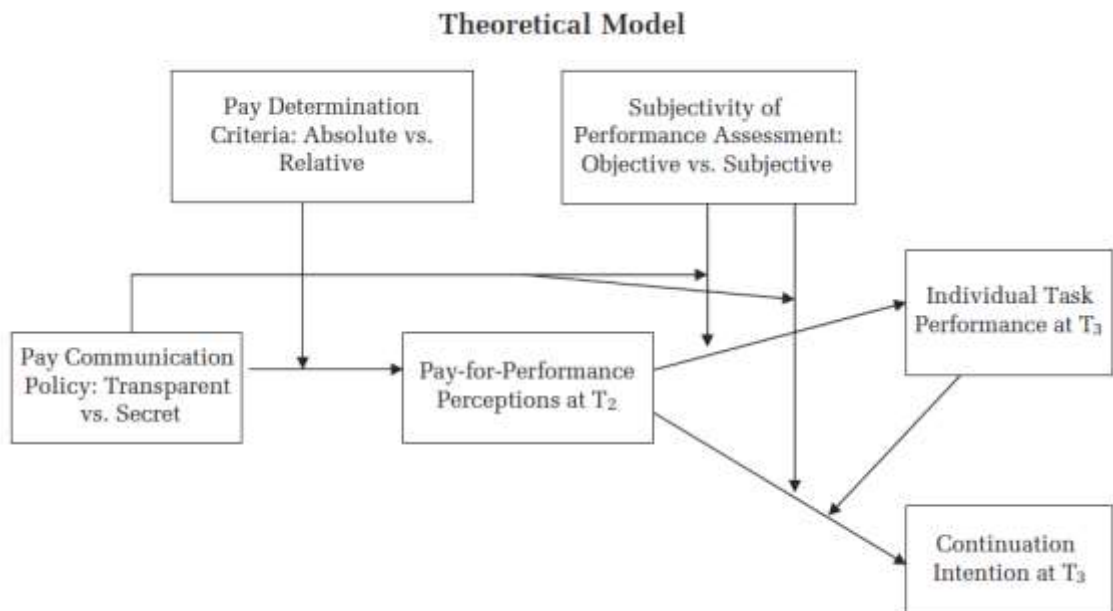 Theoretical Model
Pay Determination
Criteria: Absolute vs.
Relative
Subjectivity of
Performance Assessment:
Objective vs. Subjective
Individual Task
Performance at T₃
Pay Communication
Policy: Transparent
vs. Secret
Pay-for-Performance
Perceptions at T₂
Continuation
Intention at T₃